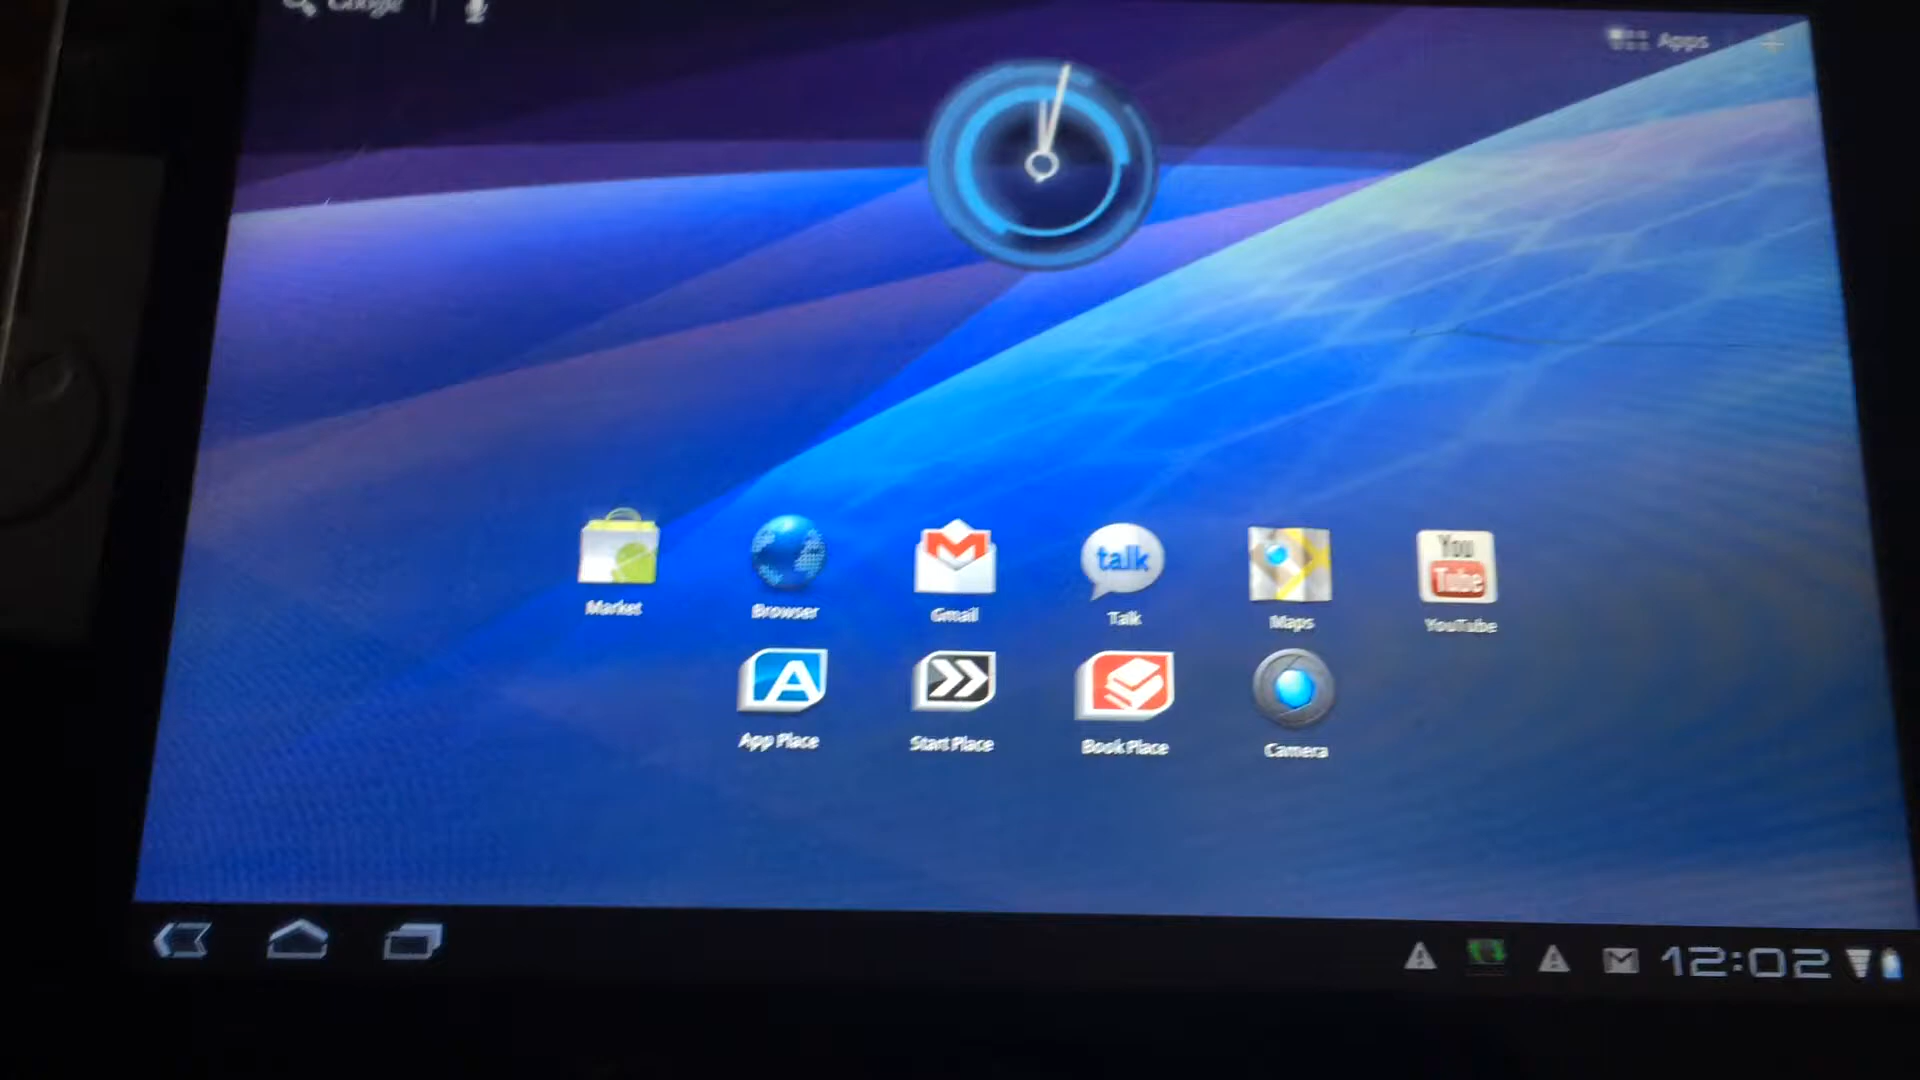 Google
Apps
Market
Browser
Gmail
talk
Talk
Maps
You
Tube
YouTube
A
App Place
Start Place
Book Place
Camera
12:02